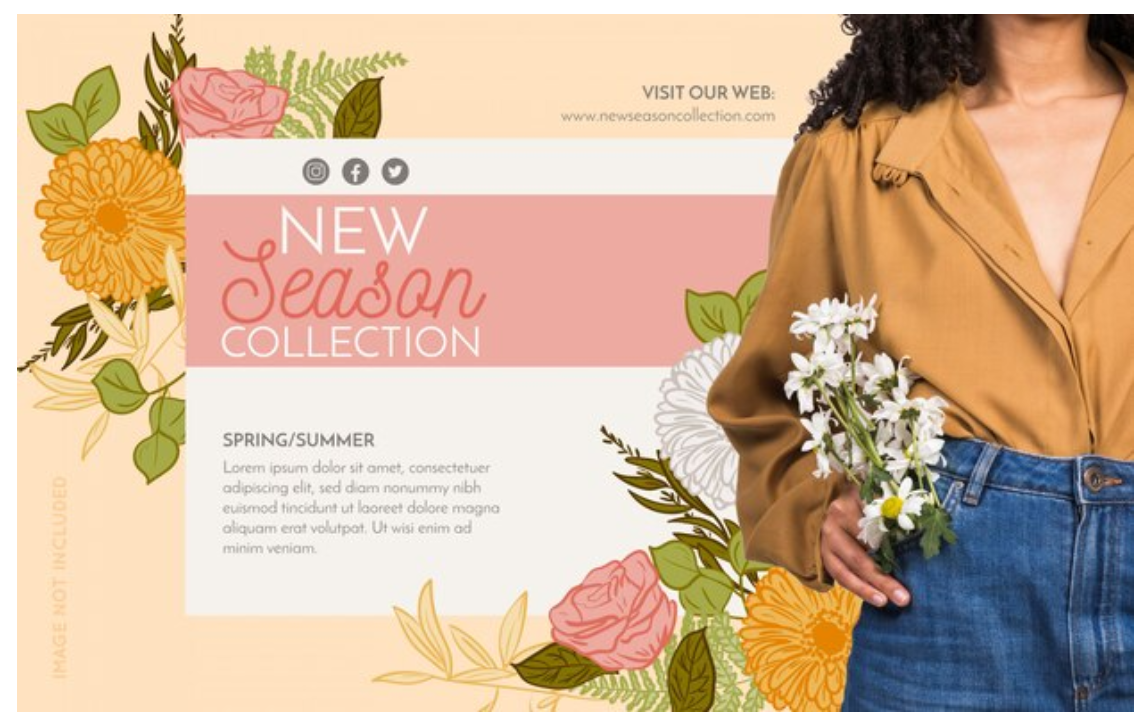 VISIT OUR WEB:
www.newseasoncollection.com
NEW
Season
COLLECTION
SPRING/SUMMER
Lorem ipsum dolor sit amet, consectetuer
adipiscing elit, sed diam nonummy nibh
euismod tincidunt ut laoreet dolore magna
aliquam erat volutpat. Ut wisi enim ad
minim veniam.
IMAGE NOT INCLUDED